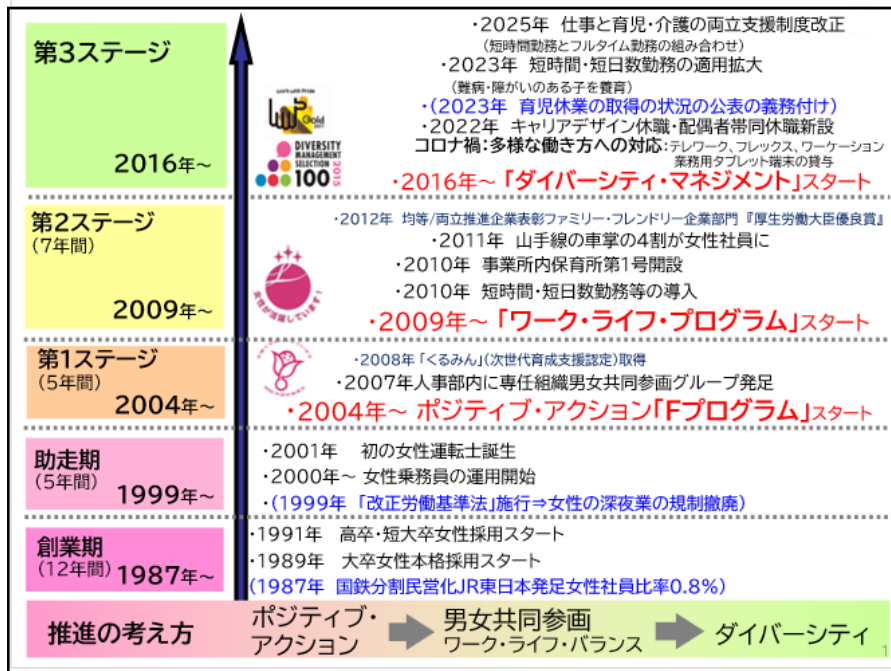 第3ステージ
2016年～
work with Pride
Gold
DIVERSITY
MANAGEMENT
SELECTION
100
2015
・2025年 仕事と育児・介護の両立支援制度改正
(短時間勤務とフルタイム勤務の組み合わせ)
・2023年 短時間・短日数勤務の適用拡大
(難病・障がいのある子を養育)
・(2023年 育児休業の取得の状況の公表の義務付け)
・2022年 キャリアデザイン休職・配偶者帯同休職新設
コロナ禍:多様な働き方への対応:テレワーク、フレックス、ワーケーション
業務用タブレット端末の貸与
・2016年～「ダイバーシティ・マネジメント」スタート
第2ステージ
(7年間)
2009年～
女性が活躍しています!
・2012年 均等/両立推進企業表彰ファミリー・フレンドリー企業部門 『厚生労働大臣優良賞』
・2011年 山手線の車掌の4割が女性社員に
・2010年 事業所内保育所第1号開設
・2010年 短時間・短日数勤務等の導入
・2009年～「ワーク・ライフ・プログラム」スタート
第1ステージ
(5年間)
2004年～
・2008年「くるみん」(次世代育成支援認定)取得
・2007年人事部内に専任組織男女共同参画グループ発足
・2004年～ ポジティブ・アクション「Fプログラム」スタート
助走期
(5年間)
1999年～
・2001年 初の女性運転士誕生
・2000年～ 女性乗務員の運用開始
・(1999年 「改正労働基準法」施行⇒女性の深夜業の規制撤廃)
創業期
(12年間)
1987年～
・1991年 高卒・短大卒女性採用スタート
・1989年 大卒女性本格採用スタート
(1987年 国鉄分割民営化JR東日本発足女性社員比率0.8%)
推進の考え方
ポジティブ・
アクション
男女共同参画
ワーク・ライフ・バランス
ダイバーシティ
1